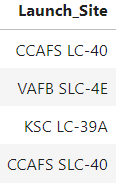 Launch_Site
CCAFS LC-40
VAFB SLC-4E
KSC LC-39A
CCAFS SLC-40